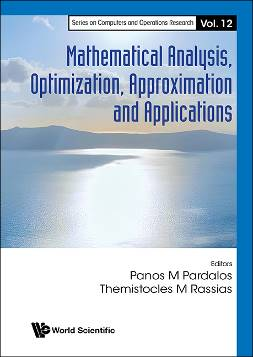 Series on Computers and Operations Research Vol. 12
Mathematical Analysis,
Optimization, Approximation
and Applications
Editors
Panos M Pardalos
Themistocles M Rassias
World Scientific